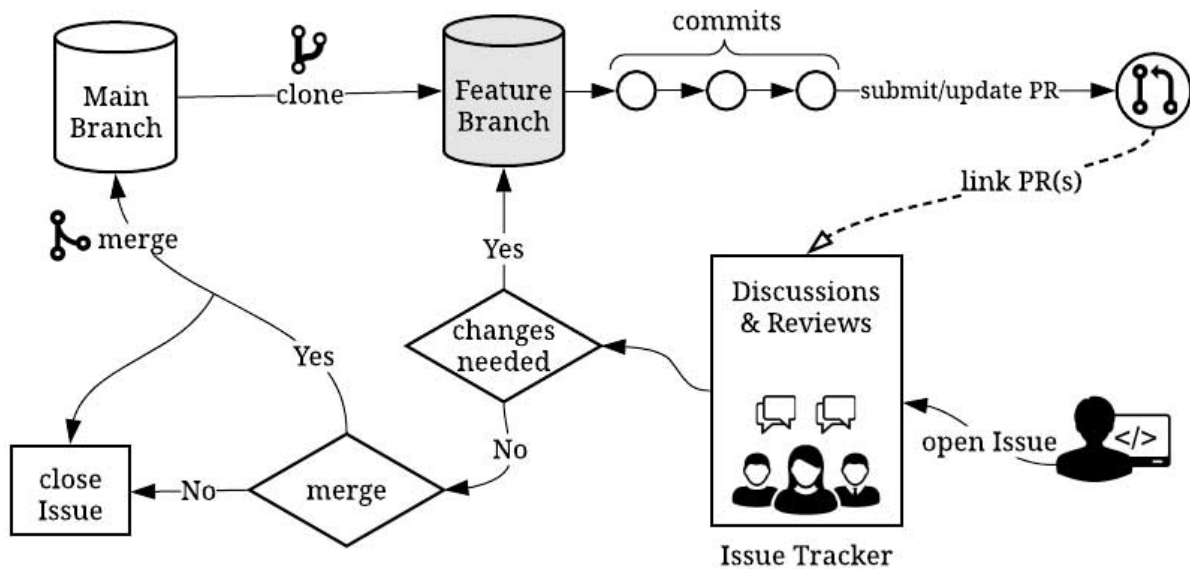 commits
Main
Branch
clone
Feature
Branch
submit/update PR
link PR(s)
merge
Yes
Discussions
& Reviews
changes
needed
Yes
open Issue
</>
No
close
Issue
No
merge
Issue Tracker